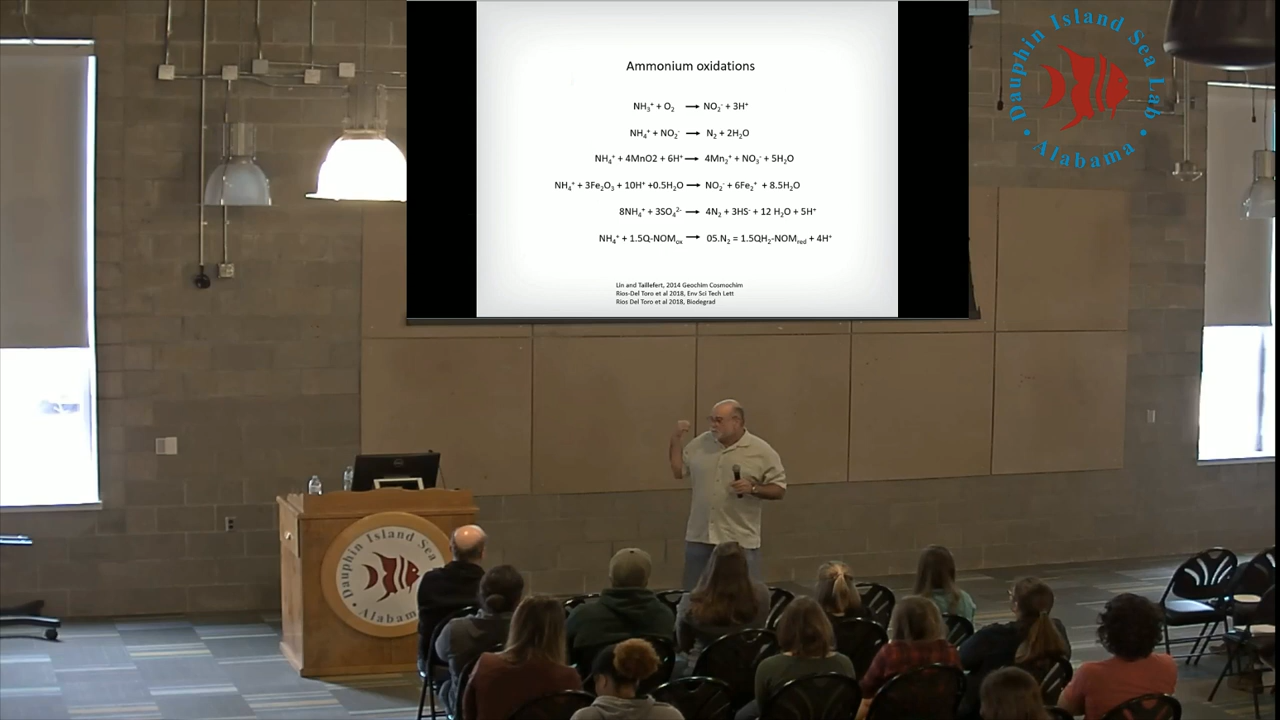 Ammonium oxidations
NH₃⁺ + O₂ → NO₂⁻ + 3H⁺
NH₄⁺ + NO₂⁻ → N₂ + 2H₂O
NH₄⁺ + 4MnO2 + 6H⁺ → 4Mn₂⁺ + NO₃⁻ + 5H₂O
NH₄⁺ + 3Fe₂O₃ + 10H⁺ +0.5H₂O → NO₂⁻ + 6Fe₂⁺ + 8.5H₂O
8NH₄⁺ + 3SO₄²⁻ → 4N₂ + 3HS⁻ + 12 H₂O + 5H⁺
NH₄⁺ + 1.5Q-NOMₒₓ → 05.N₂ = 1.5QH₂-NOM_red + 4H⁺
Lin and Taillefert, 2014 Geochim Cosmochim
Rios-Del Toro et al 2018, Env Sci Tech Lett
Rios Del Toro et al 2018, Biodegrad
Dauphin Island Sea Lab
• Alabama •
Dauphin Island Sea
Alabama